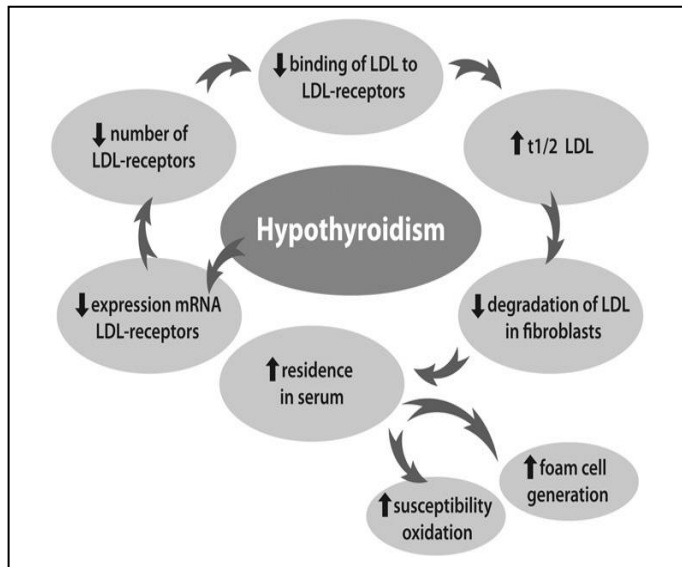 Hypothyroidism
↓ expression mRNA
LDL-receptors
↓ number of
LDL-receptors
↓ binding of LDL to
LDL-receptors
↑ t1/2 LDL
↓ degradation of LDL
in fibroblasts
↑ residence
in serum
↑ susceptibility
oxidation
↑ foam cell
generation